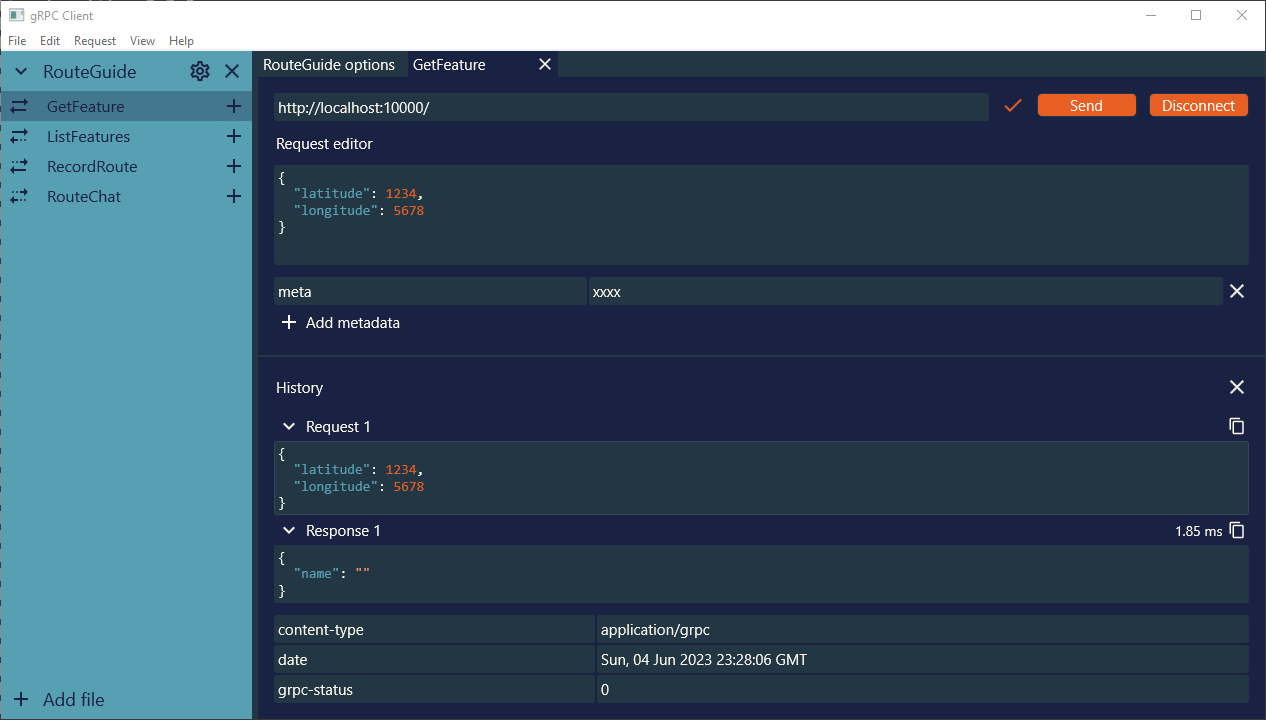 gRPC Client
File Edit Request View Help
RouteGuide
GetFeature
ListFeatures
RecordRoute
RouteChat
Add file
RouteGuide options GetFeature
http://localhost:10000/ Send Disconnect
Request editor
{
"latitude": 1234,
"longitude": 5678
}
meta xxxx
Add metadata
History
Request 1
{
"latitude": 1234,
"longitude": 5678
}
Response 1 1.85 ms
{
"name": ""
}
content-type application/grpc
date Sun, 04 Jun 2023 23:28:06 GMT
grpc-status 0